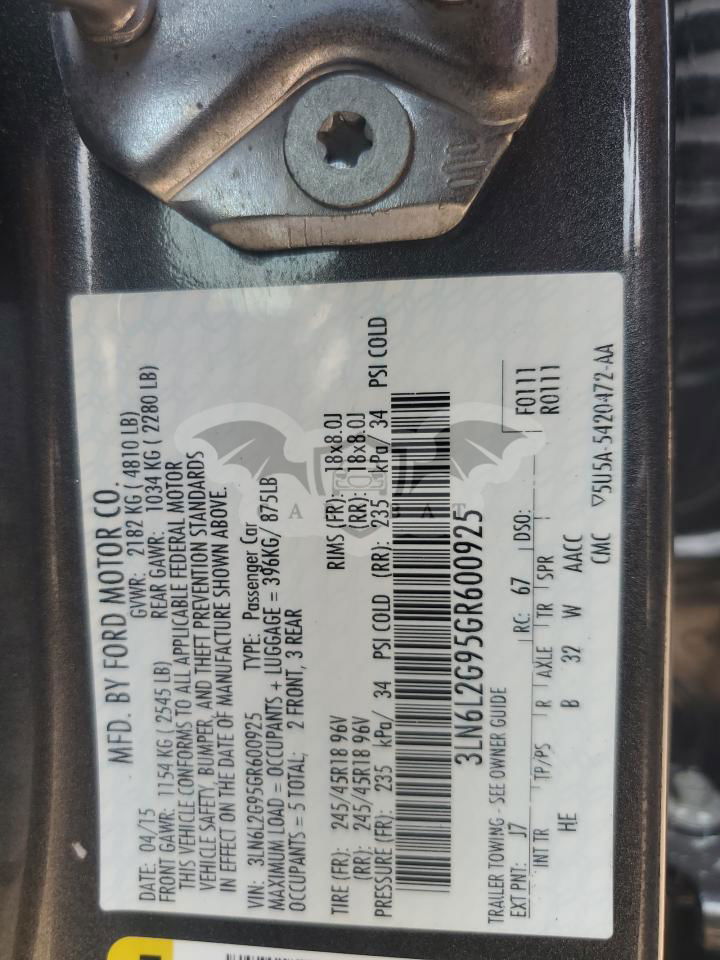 MFD. BY FORD MOTOR CO.
DATE: 04/15 GVWR: 2182 KG / 4810 LB)
FRONT GAWR: 1154 KG ( 2545 LB) REAR GAWR: 1034 KG ( 2280 LB)
THIS VEHICLE CONFORMS TO ALL APPLICABLE FEDERAL MOTOR
VEHICLE SAFETY, BUMPER, AND THEFT PREVENTION STANDARDS
IN EFFECT ON THE DATE OF MANUFACTURE SHOWN ABOVE.
VIN: 3LN6L2G95GR600925 TYPE: Passenger Car
MAXIMUM LOAD = OCCUPANTS + LUGGAGE = 396KG/ 875LB
OCCUPANTS = 5 TOTAL; 2 FRONT, 3 REAR
TIRE (FR): 245/45R18 96V RIMS (FR): 18x8.0J
(RR): 245/45R18 96V (RR): 18x8.0J
PRESSURE (FR): 235 kPa/ 34 PSI COLD (RR): 235 kPa/ 34 PSI COLD
3LN6L2G95GR600925
TRAILER TOWING - SEE OWNER GUIDE
EXT PNT: J7 RC: 67 DSO: F0111
R0111
INT TR TP/PS R AXLE TR SPR
HE B 32 W AACC
CMC ▽5U5A-5420472-AA
A BAT